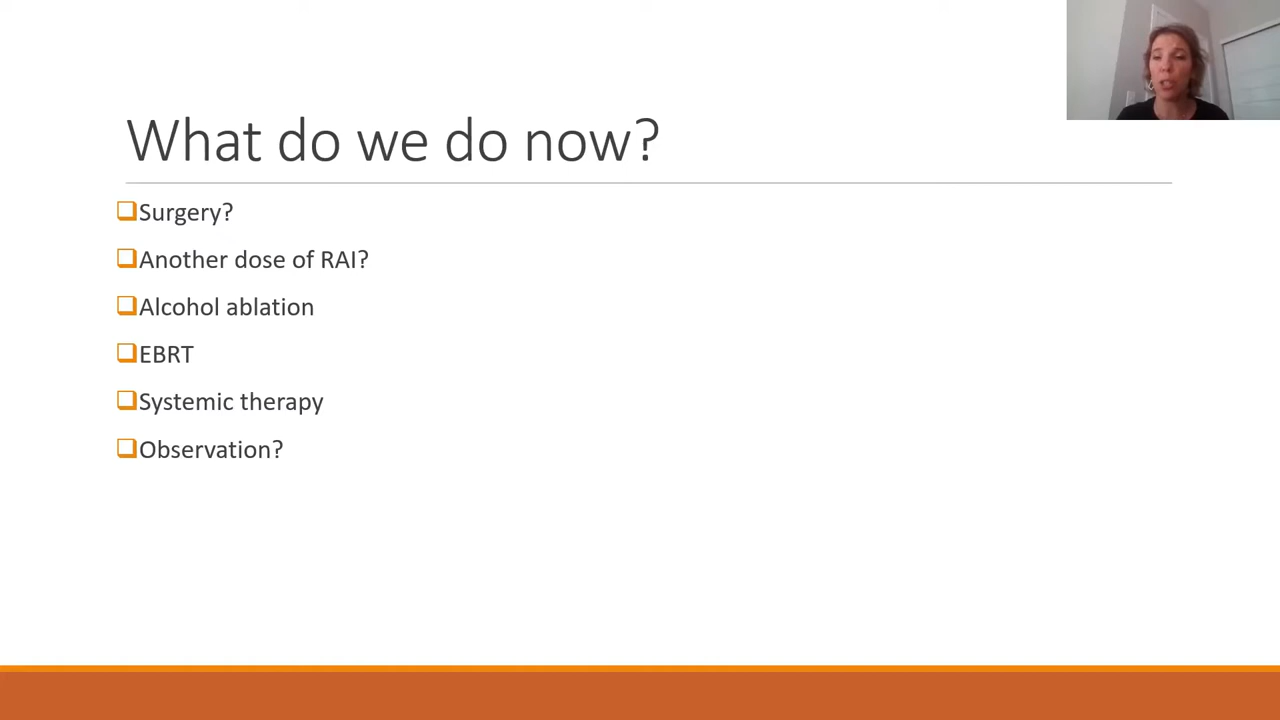 What do we do now?
Surgery?
Another dose of RAI?
Alcohol ablation
EBRT
Systemic therapy
Observation?